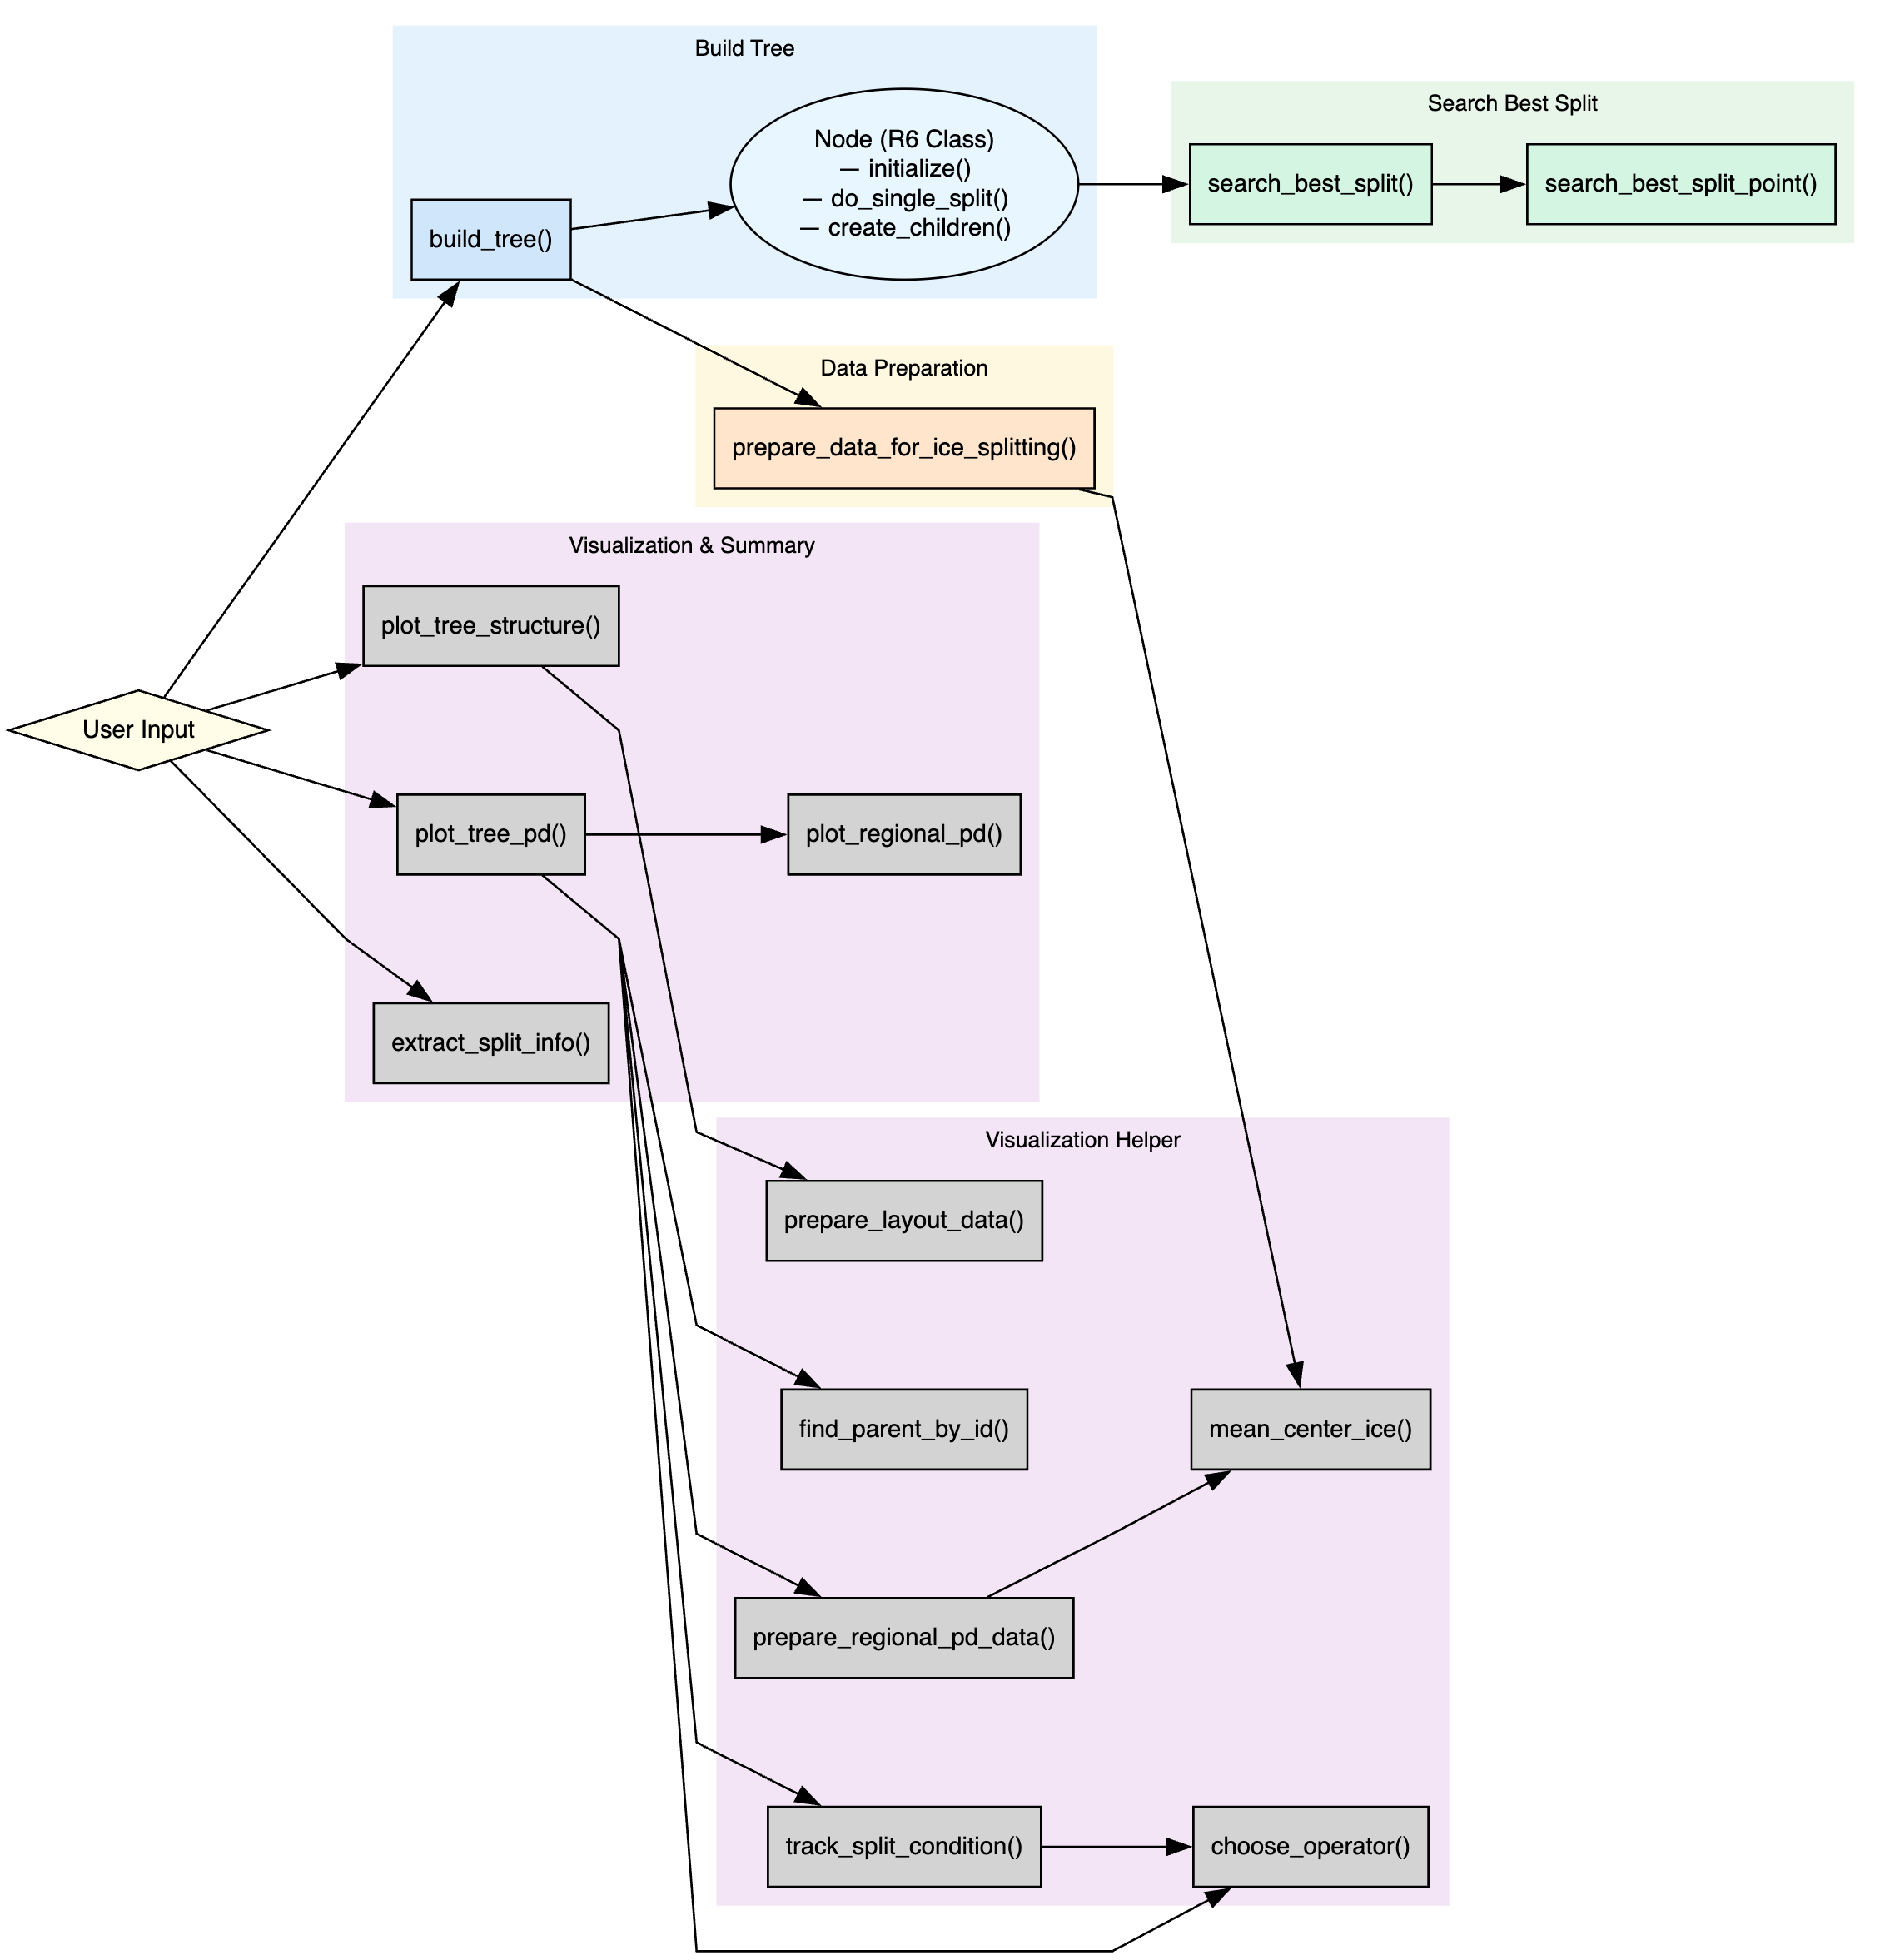 Build Tree
Node (R6 Class)
— initialize()
— do_single_split()
— create_children()
build_tree()
Search Best Split
search_best_split()
search_best_split_point()
Data Preparation
prepare_data_for_ice_splitting()
Visualization & Summary
plot_tree_structure()
User Input
plot_tree_pd()
plot_regional_pd()
extract_split_info()
Visualization Helper
prepare_layout_data()
find_parent_by_id()
mean_center_ice()
prepare_regional_pd_data()
track_split_condition()
choose_operator()